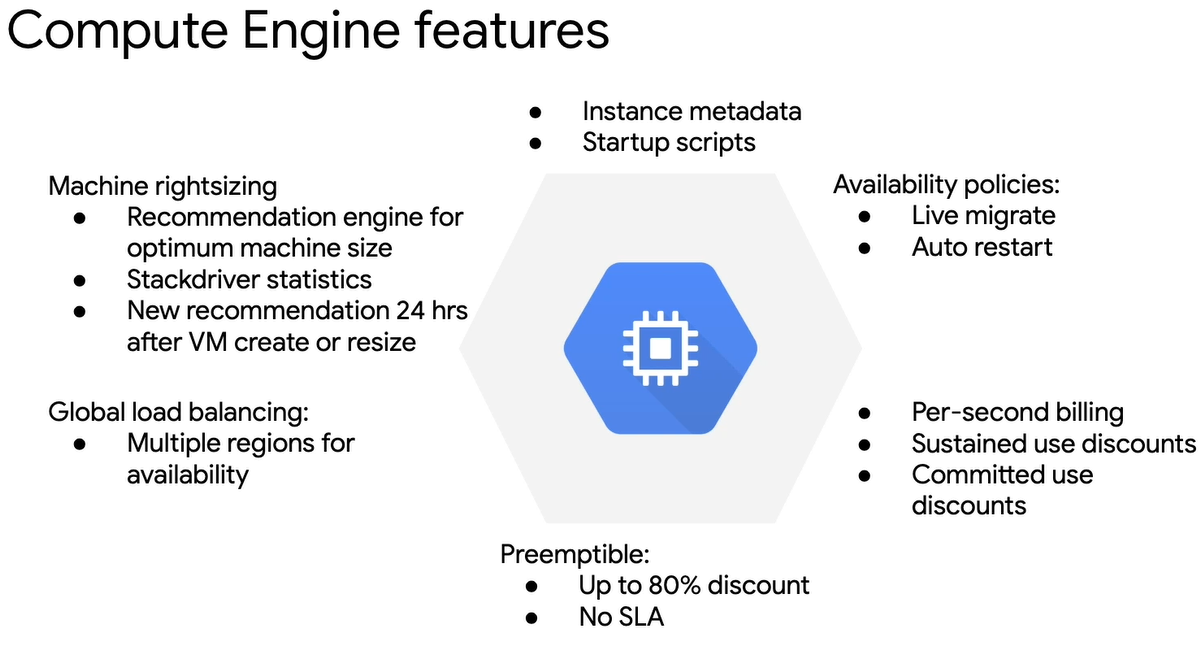 Compute Engine features
● Instance metadata
● Startup scripts
Machine rightsizing
● Recommendation engine for
optimum machine size
● Stackdriver statistics
● New recommendation 24 hrs
after VM create or resize
Availability policies:
● Live migrate
● Auto restart
Global load balancing:
● Multiple regions for
availability
● Per-second billing
● Sustained use discounts
● Committed use
discounts
Preemptible:
● Up to 80% discount
● No SLA